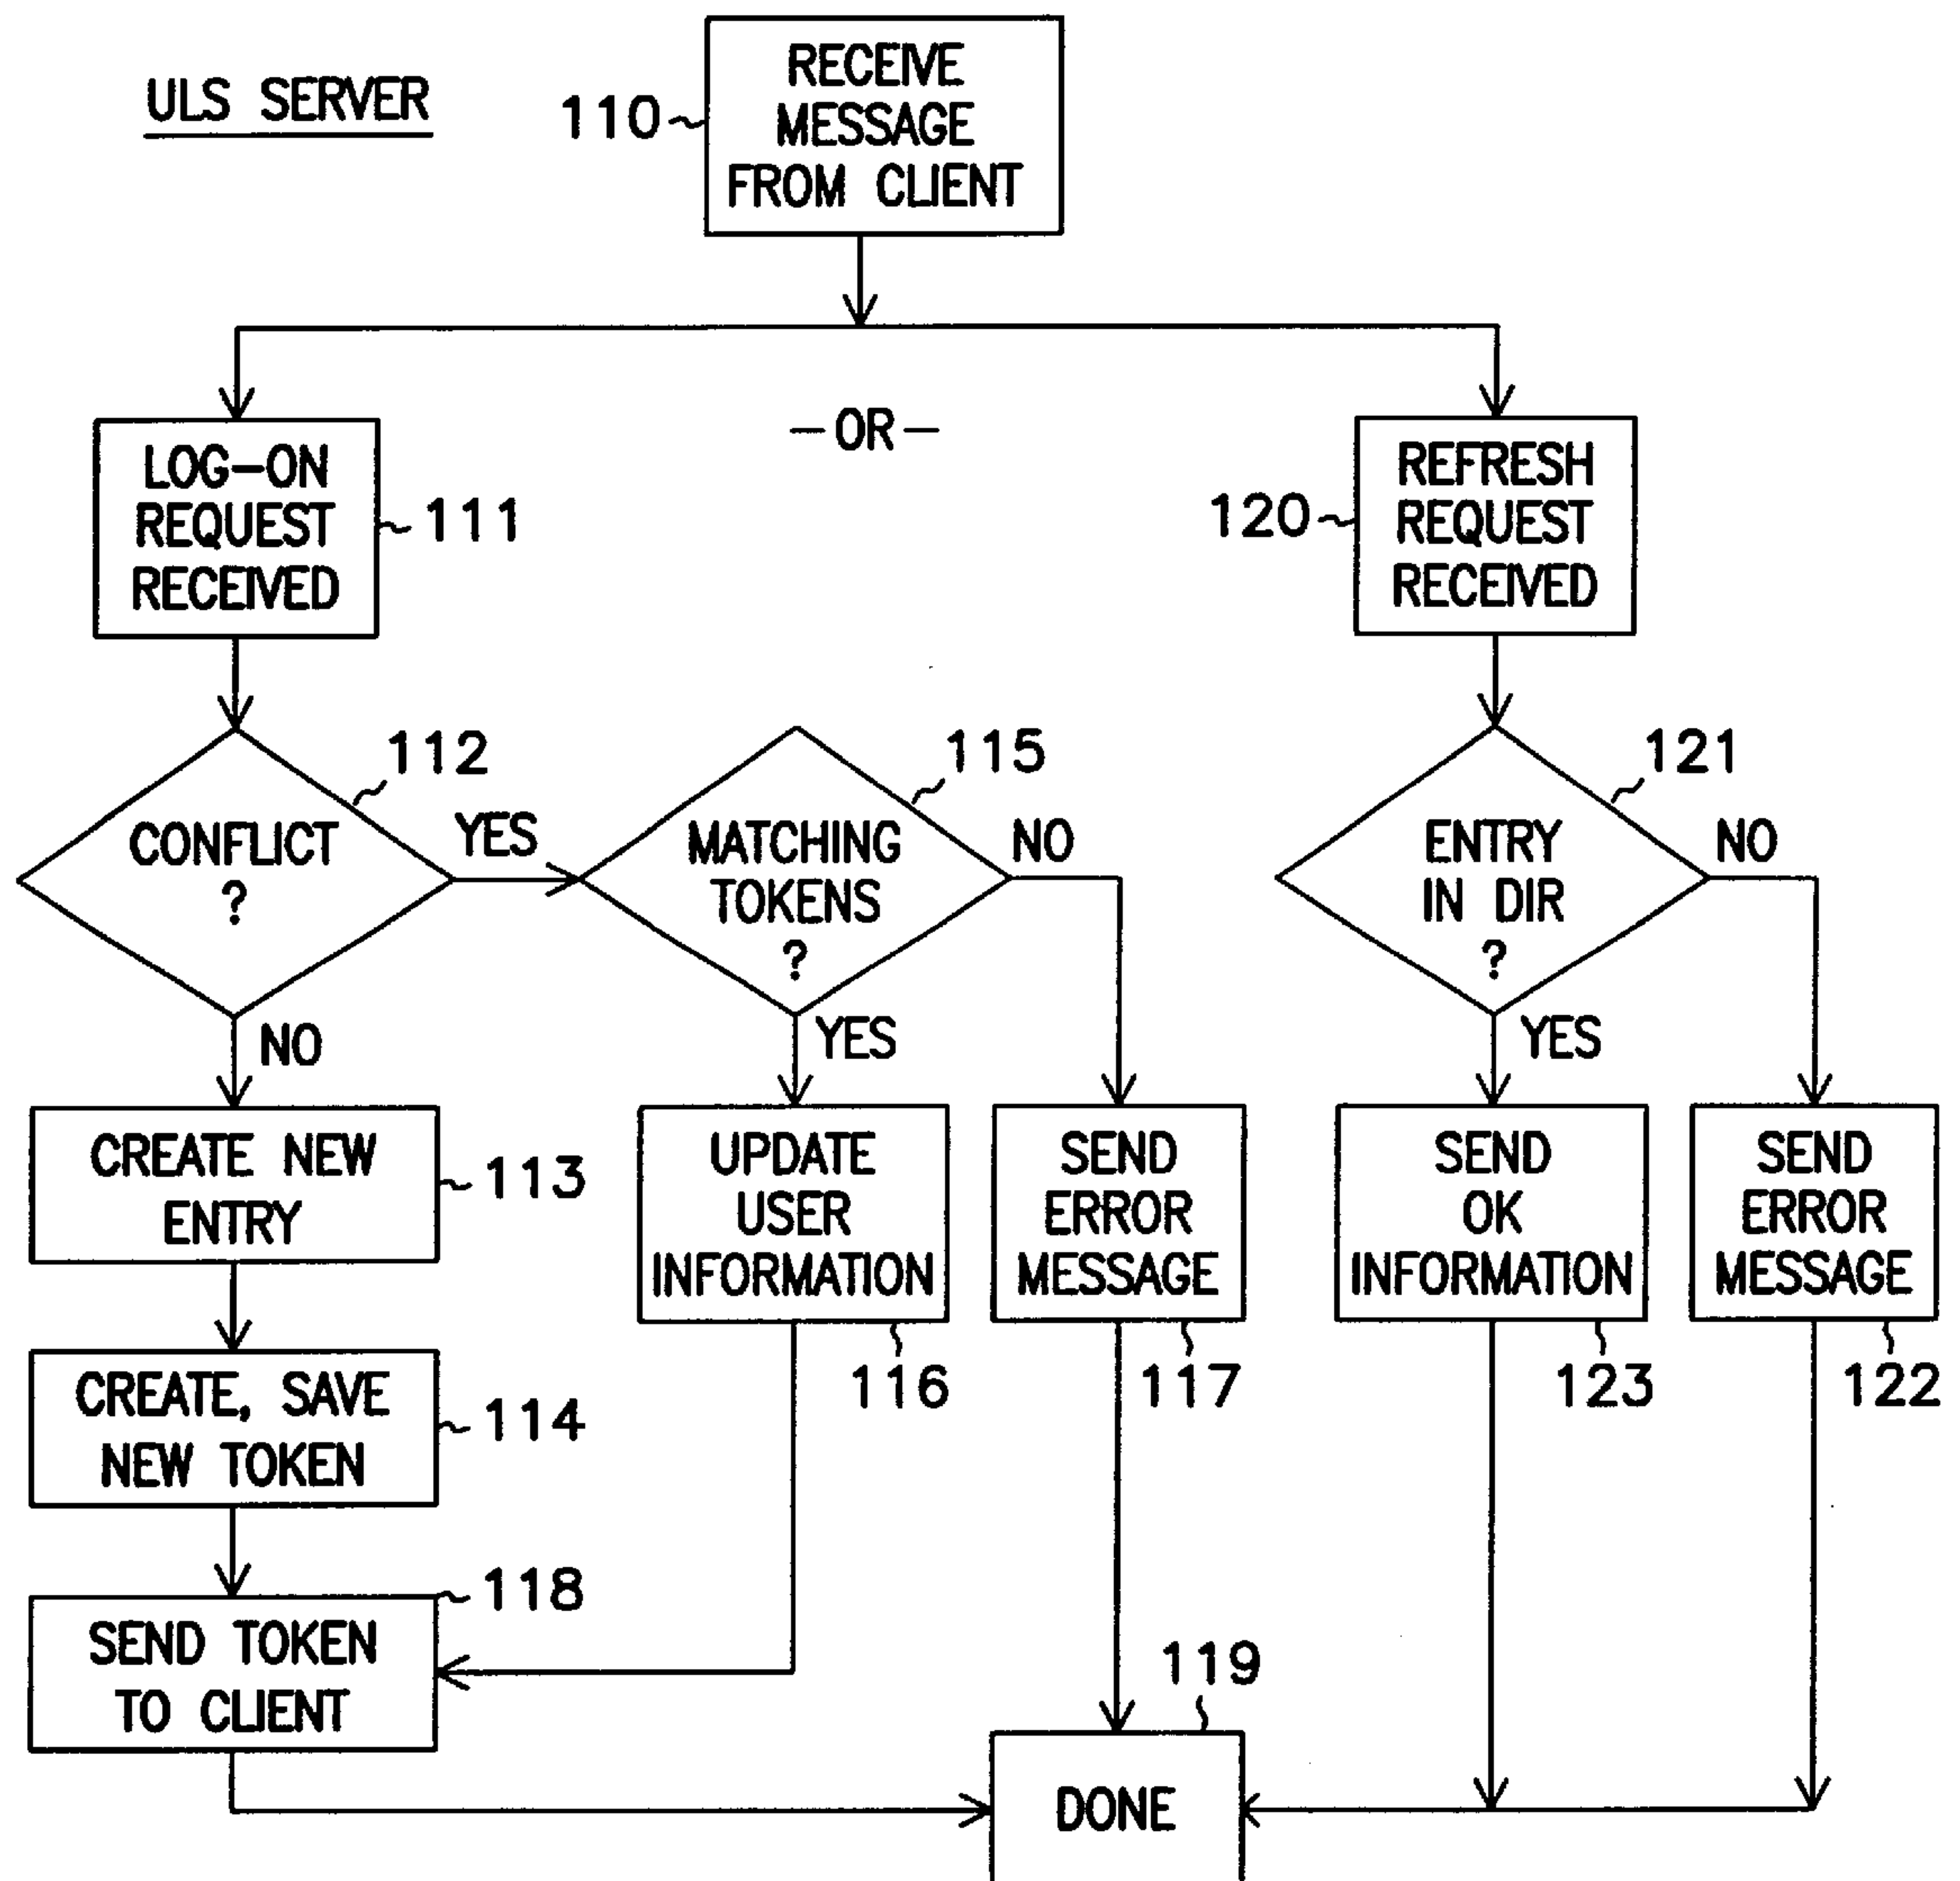 ULS SERVER
110
RECEIVE
MESSAGE
FROM CLIENT
LOG-ON
REQUEST
RECEIVED
111
-OR-
120
REFRESH
REQUEST
RECEIVED
112
CONFLICT
?
YES
NO
115
MATCHING
TOKENS
?
NO
YES
121
ENTRY
IN DIR
?
NO
YES
CREATE NEW
ENTRY
113
UPDATE
USER
INFORMATION
116
SEND
ERROR
MESSAGE
117
SEND
OK
INFORMATION
123
SEND
ERROR
MESSAGE
122
CREATE, SAVE
NEW TOKEN
114
118
SEND TOKEN
TO CLIENT
119
DONE